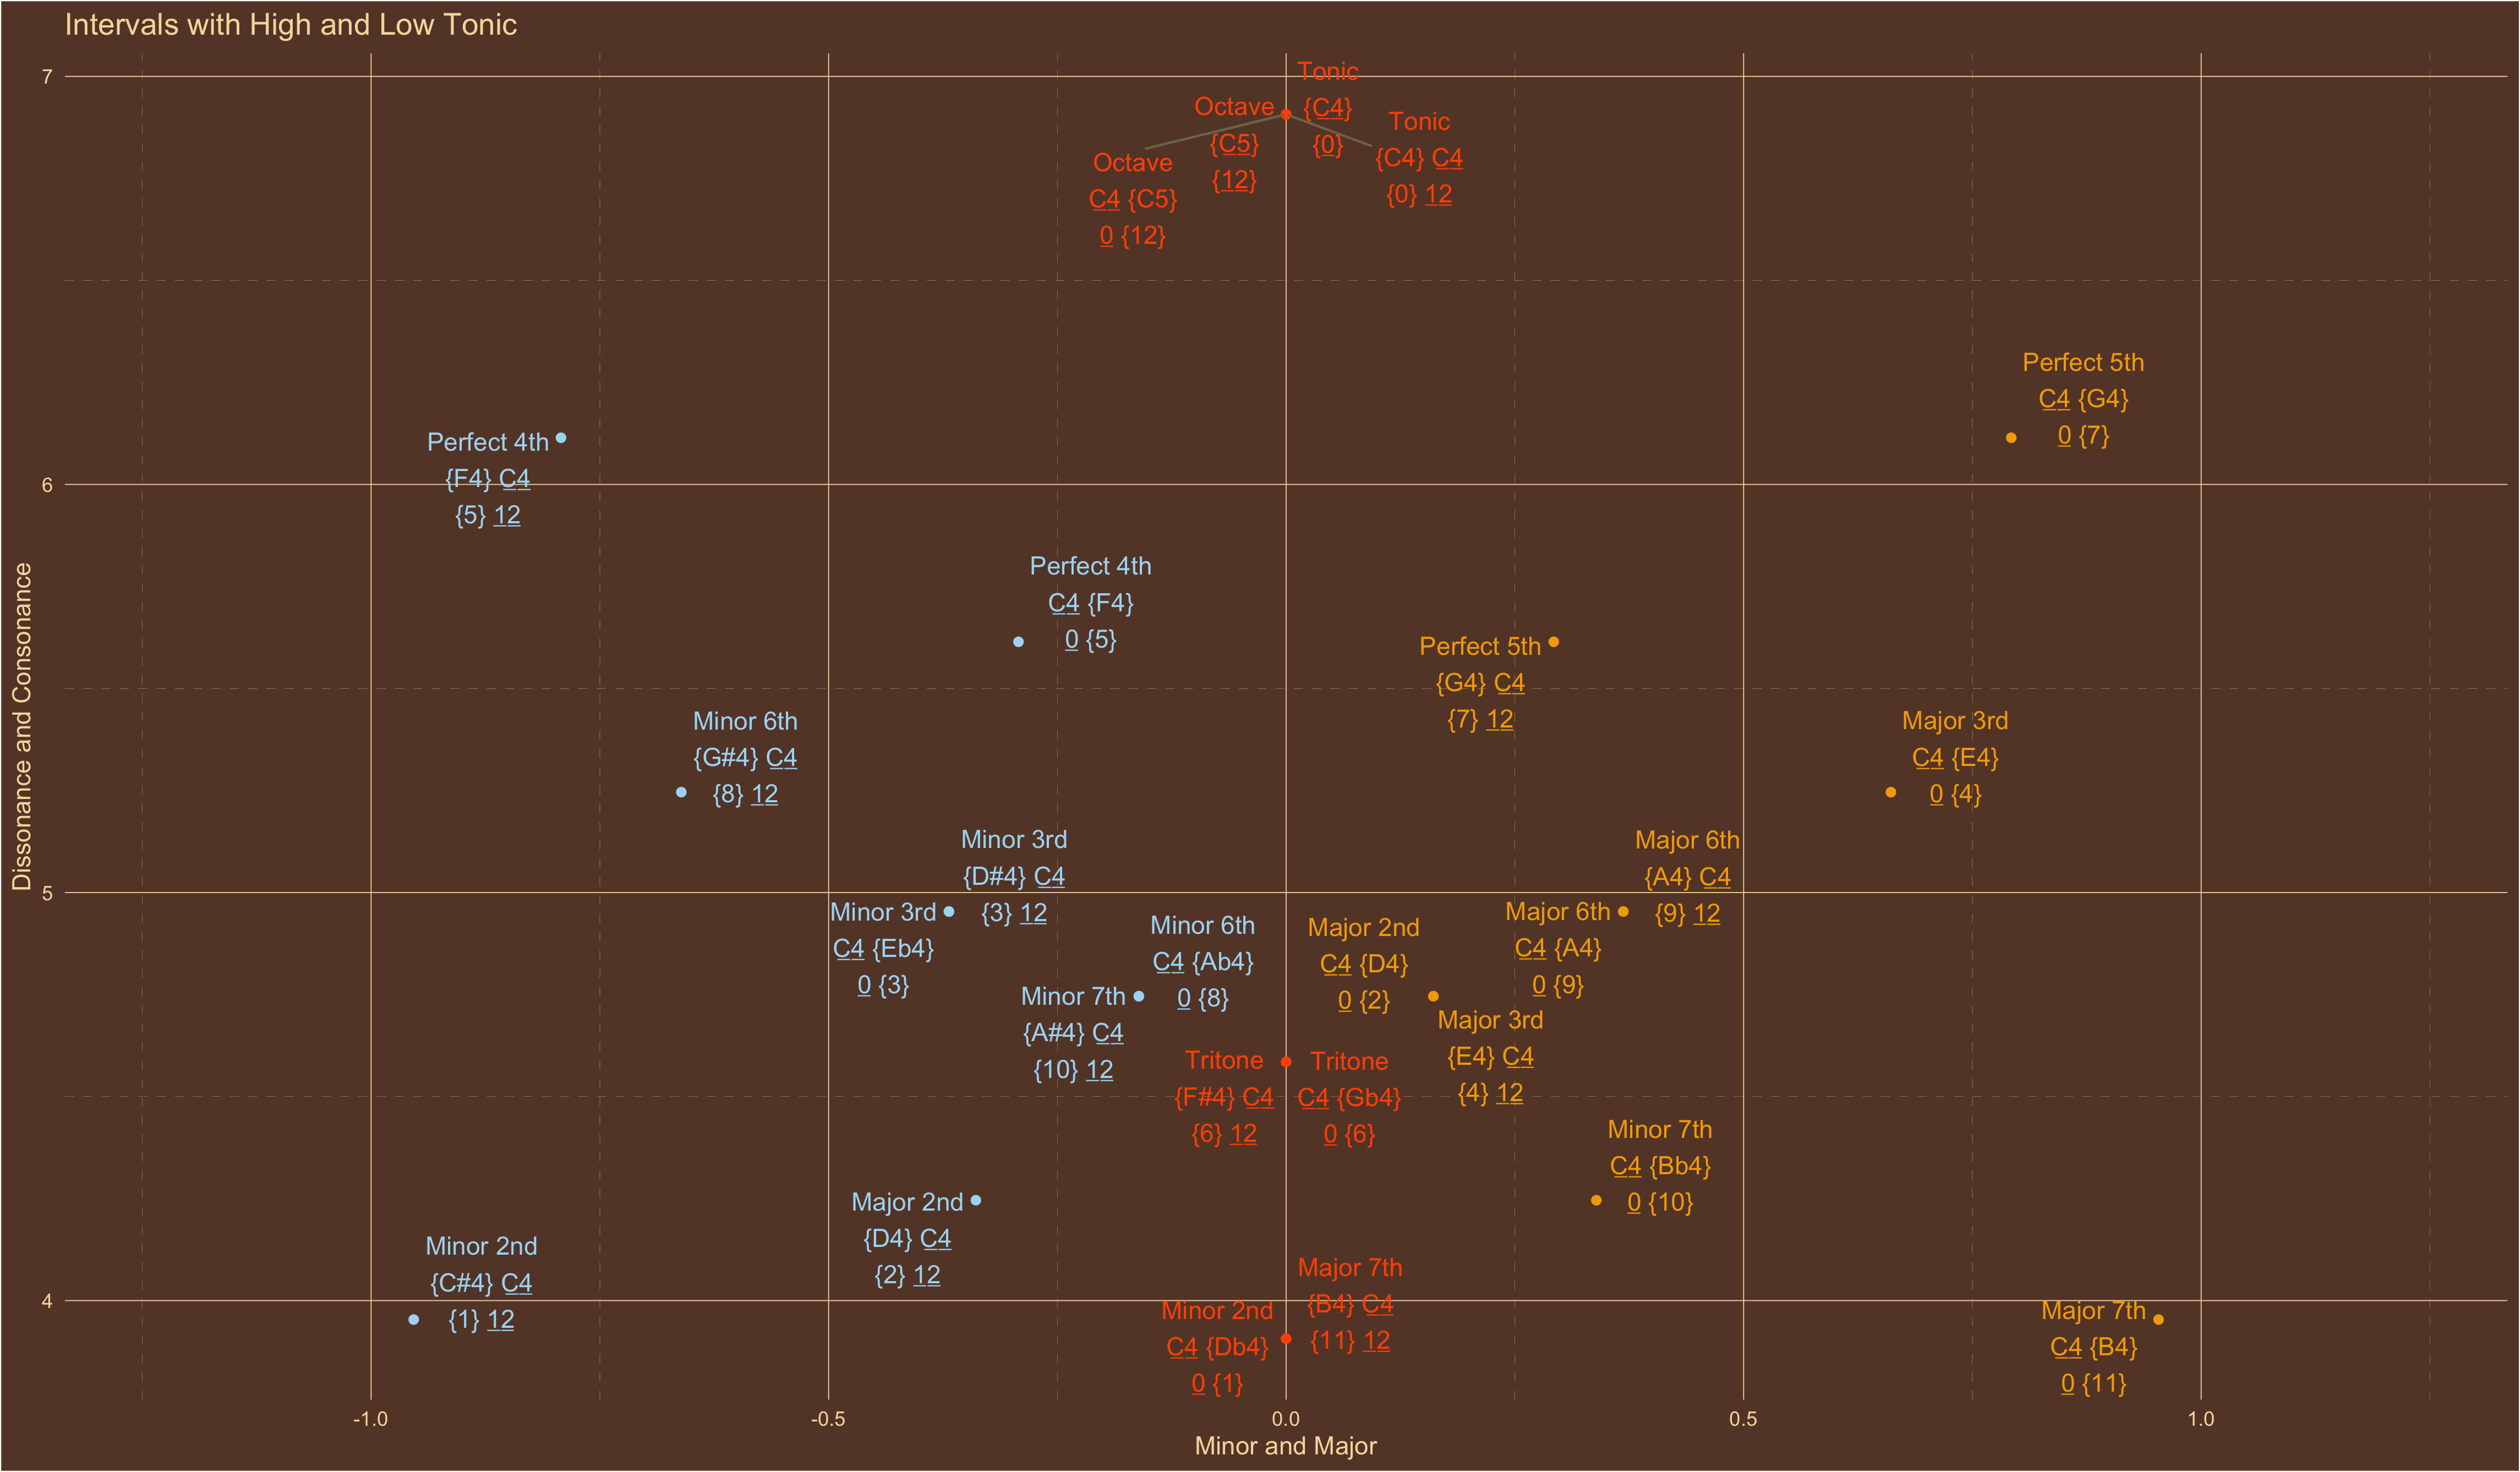 Intervals with High and Low Tonic
7
Tonic
{C4}
{0}
Octave
{C5}
{12}
Tonic
{C4} C4
{0} 12
Octave
C4 {C5}
0 {12}
Perfect 5th
C4 {G4}
0 {7}
Perfect 4th
{F4} C4
{5} 12
6
Perfect 4th
C4 {F4}
0 {5}
Perfect 5th
{G4} C4
{7} 12
Minor 6th
{G#4} C4
{8} 12
Major 3rd
C4 {E4}
0 {4}
Minor 3rd
{D#4} C4
{3} 12
Major 6th
{A4} C4
{9} 12
5
Minor 3rd
C4 {Eb4}
0 {3}
Minor 6th
C4 {Ab4}
0 {8}
Major 2nd
C4 {D4}
0 {2}
Major 6th
C4 {A4}
0 {9}
Minor 7th
{A#4} C4
{10} 12
Major 3rd
{E4} C4
{4} 12
Tritone
{F#4} C4
{6} 12
Tritone
C4 {Gb4}
0 {6}
Minor 7th
C4 {Bb4}
0 {10}
Major 2nd
{D4} C4
{2} 12
Minor 2nd
{C#4} C4
{1} 12
Major 7th
{B4} C4
{11} 12
4
Minor 2nd
C4 {Db4}
0 {1}
Major 7th
C4 {B4}
0 {11}
Dissonance and Consonance
-1.0
-0.5
0.0
0.5
1.0
Minor and Major